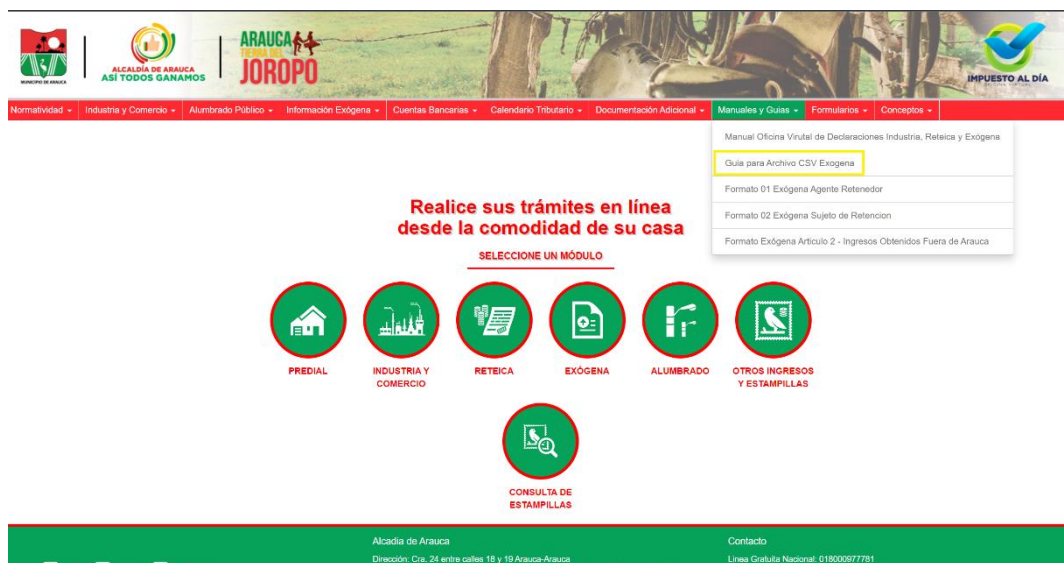 MUNICIPIO DE ARAUCA
ALCALDÍA DE ARAUCA
ASÍ TODOS GANAMOS
ARAUCA
TIERRA DEL
JOROPO
IMPUESTO AL DÍA
Normatividad
Industria y Comercio
Alumbrado Público
Información Exógena
Cuentas Bancarias
Calendario Tributario
Documentación Adicional
Manuales y Guias
Formularios
Conceptos
Manual Oficina Virutal de Declaraciones Industria, Reteica y Exógena
Guia para Archivo CSV Exogena
Formato 01 Exógena Agente Retenedor
Formato 02 Exógena Sujeto de Retencion
Formato Exógena Articulo 2 - Ingresos Obtenidos Fuera de Arauca
Realice sus trámites en línea
desde la comodidad de su casa
SELECCIONE UN MÓDULO
PREDIAL
INDUSTRIA Y
COMERCIO
RETEICA
EXÓGENA
ALUMBRADO
OTROS INGRESOS
Y ESTAMPILLAS
CONSULTA DE
ESTAMPILLAS
Alcadia de Arauca
Dirección: Cra. 24 entre calles 18 y 19 Arauca-Arauca
Contacto
Linea Gratuita Nacional: 018000977781